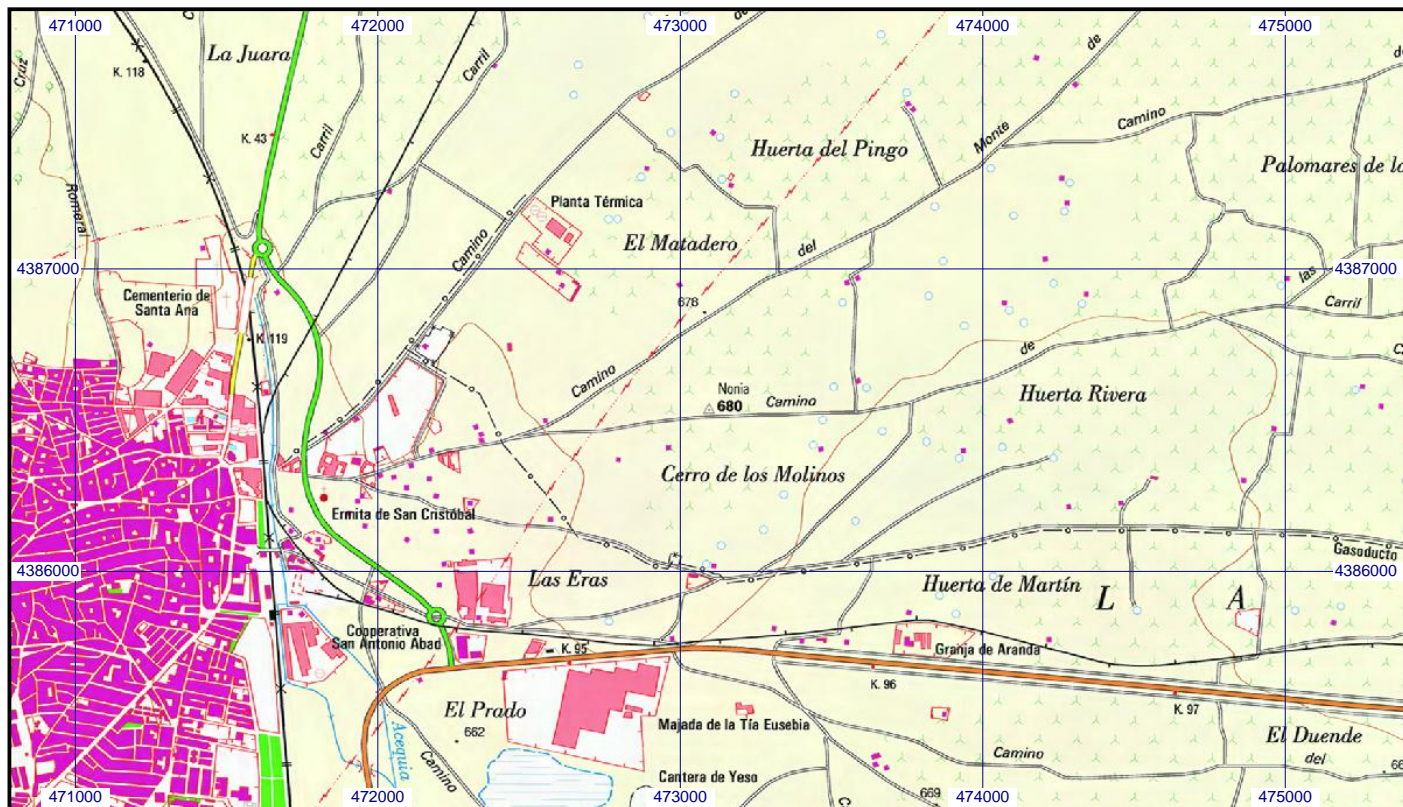 471000
472000
473000
474000
475000
de
de
Cruz
La Juara
K. 118
Carril
K. 43
Carril
Camino
Monte
Huerta del Pingo
Palomares de
Romeral
Planta Térmica
Camino
El Matadero
del
4387000
4387000
las
Cementerio de
Santa Ana
678
Carril
K. 119
de
Camino
Nonia
680
Camino
Huerta Rivera
Cerro de los Molinos
Ermita de San Cristóbal
Gasoducto
4386000
4386000
Las Eras
Huerta de Martín
L
A
Cooperativa
San Antonio Abad
K. 95
Granja de Aranda
K. 96
K. 97
El Prado
662
Acequia
Camino
Majada de la Tía Eusebia
El Duende
del
Camino
Cantera de Yeso
669
471000
472000
473000
474000
475000